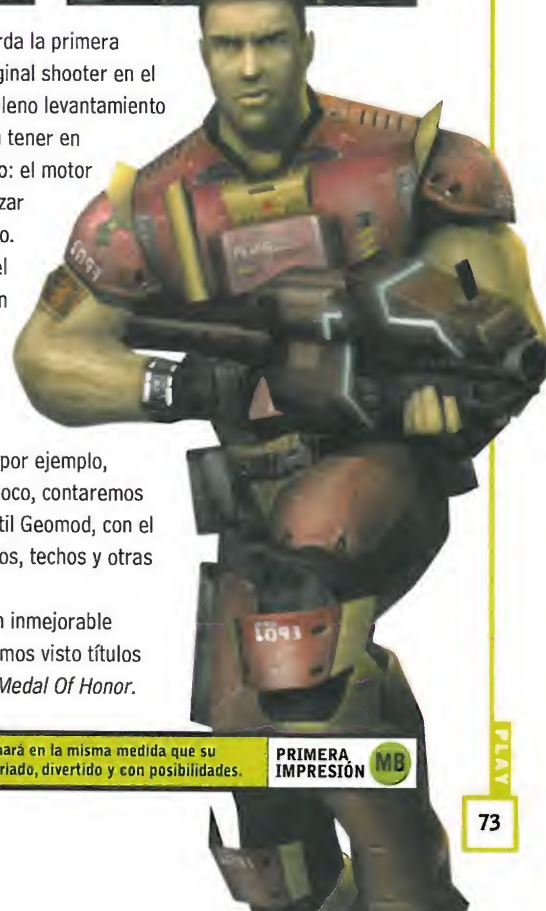 rda la primera
ginal shooter en el
leno levantamiento
tener en
o: el motor
zar
o.
el
n
por ejemplo,
oco, contaremos
til Geomod, con el
os, techos y otras
n inmejorable
mos visto títulos
Medal Of Honor.
nará en la misma medida que su
riado, divertido y con posibilidades.
PRIMERA
IMPRESIÓN MB
PLAY
73